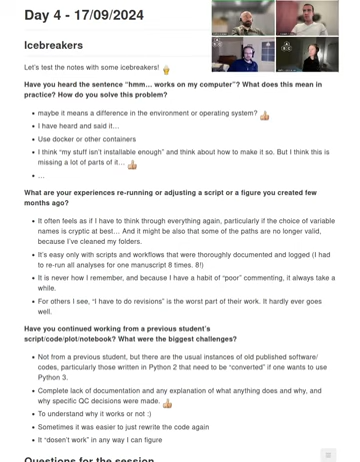 Day 4 - 17/09/2024
Icebreakers
Let's test the notes with some icebreakers!
Have you heard the sentence "hmm... works on my computer"? What does this mean in
practice? How do you solve this problem?
maybe it means a difference in the environment or operating system?
I have heard and said it...
Use docker or other containers
I think "my stuff isn't installable enough" and think about how to make it so. But I think this is
missing a lot of parts of it...
...
What are your experiences re-running or adjusting a script or a figure you created few
months ago?
It often feels as if I have to think through everything again, particularly if the choice of variable
names is cryptic at best... And it might be also that some of the paths are no longer valid,
because I've cleaned my folders.
It's easy only with scripts and workflows that were thoroughly documented and logged (I had
to re-run all analyses for one manuscript 8 times. 8!)
It is never how I remember, and because I have a habit of "poor" commenting, it always take a
while.
For others I see, "I have to do revisions" is the worst part of their work. It hardly ever goes
well.
Have you continued working from a previous student's
script/code/plot/notebook? What were the biggest challenges?
Not from a previous student, but there are the usual instances of old published software/
codes, particularly those written in Python 2 that need to be "converted" if one wants to use
Python 3.
Complete lack of documentation and any explanation of what anything does and why, and
why specific QC decisions were made.
To understand why it works or not :)
Sometimes it was easier to just rewrite the code again
It "dosen't work" in any way I can figure
Questions for the session